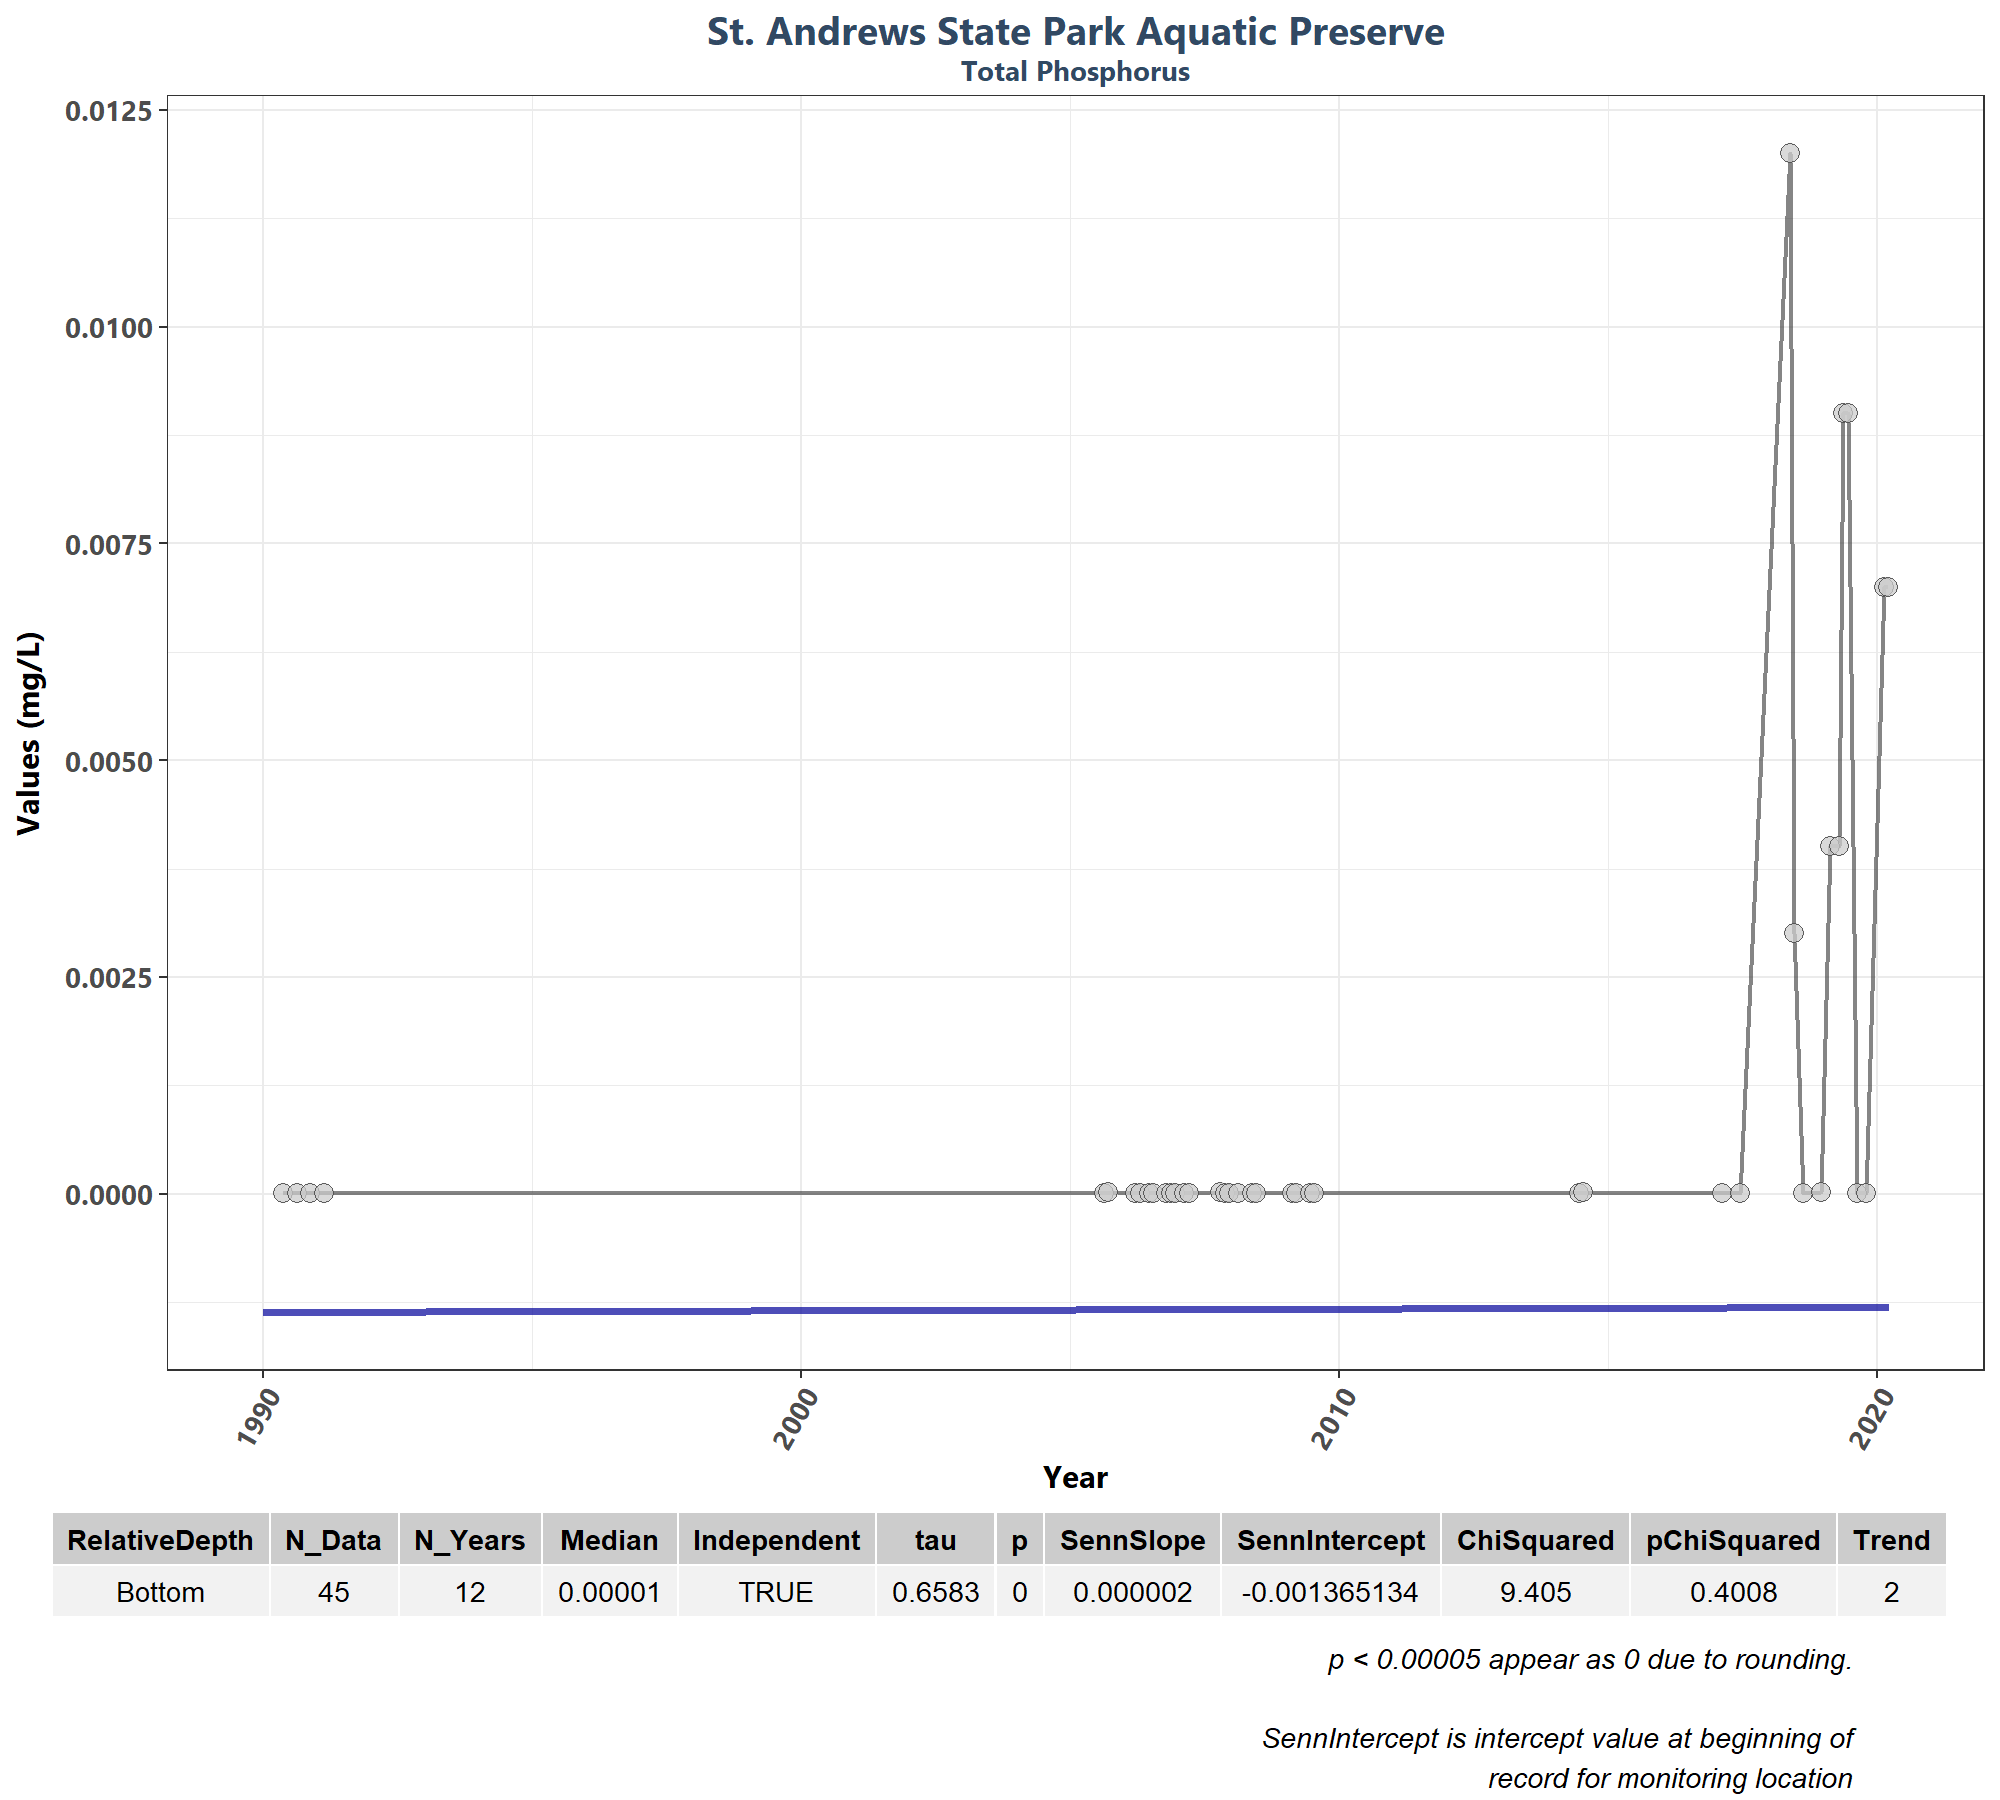 St. Andrews State Park Aquatic Preserve
Total Phosphorus
0.0125
0.0100
0.0075
0.0050
0.0025
0.0000
Values (mg/L)
1990 2000 2010 2020
Year
RelativeDepth N_Data N_Years Median Independent tau p SennSlope SennIntercept ChiSquared pChiSquared Trend
Bottom 45 12 0.00001 TRUE 0.6583 0 0.000002 -0.001365134 9.405 0.4008 2
p < 0.00005 appear as 0 due to rounding.
SennIntercept is intercept value at beginning of
record for monitoring location